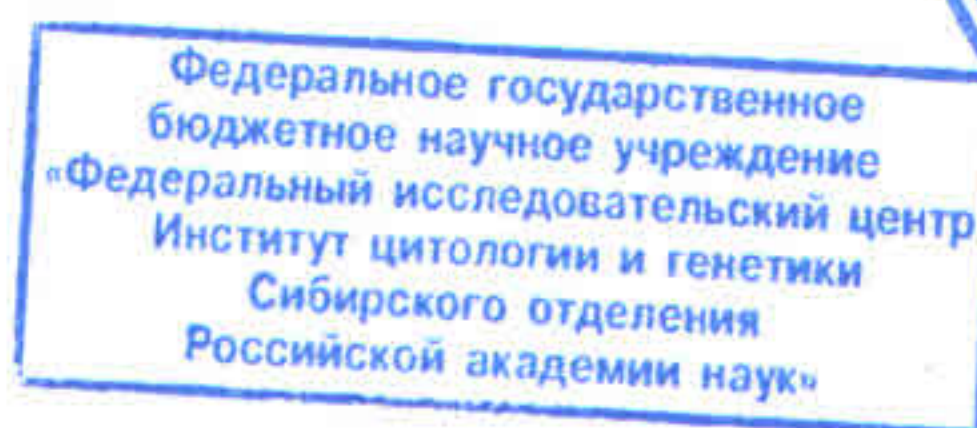 Федеральное государственное
бюджетное научное учреждение
«Федеральный исследовательский центр
Институт цитологии и генетики
Сибирского отделения
Российской академии наук»